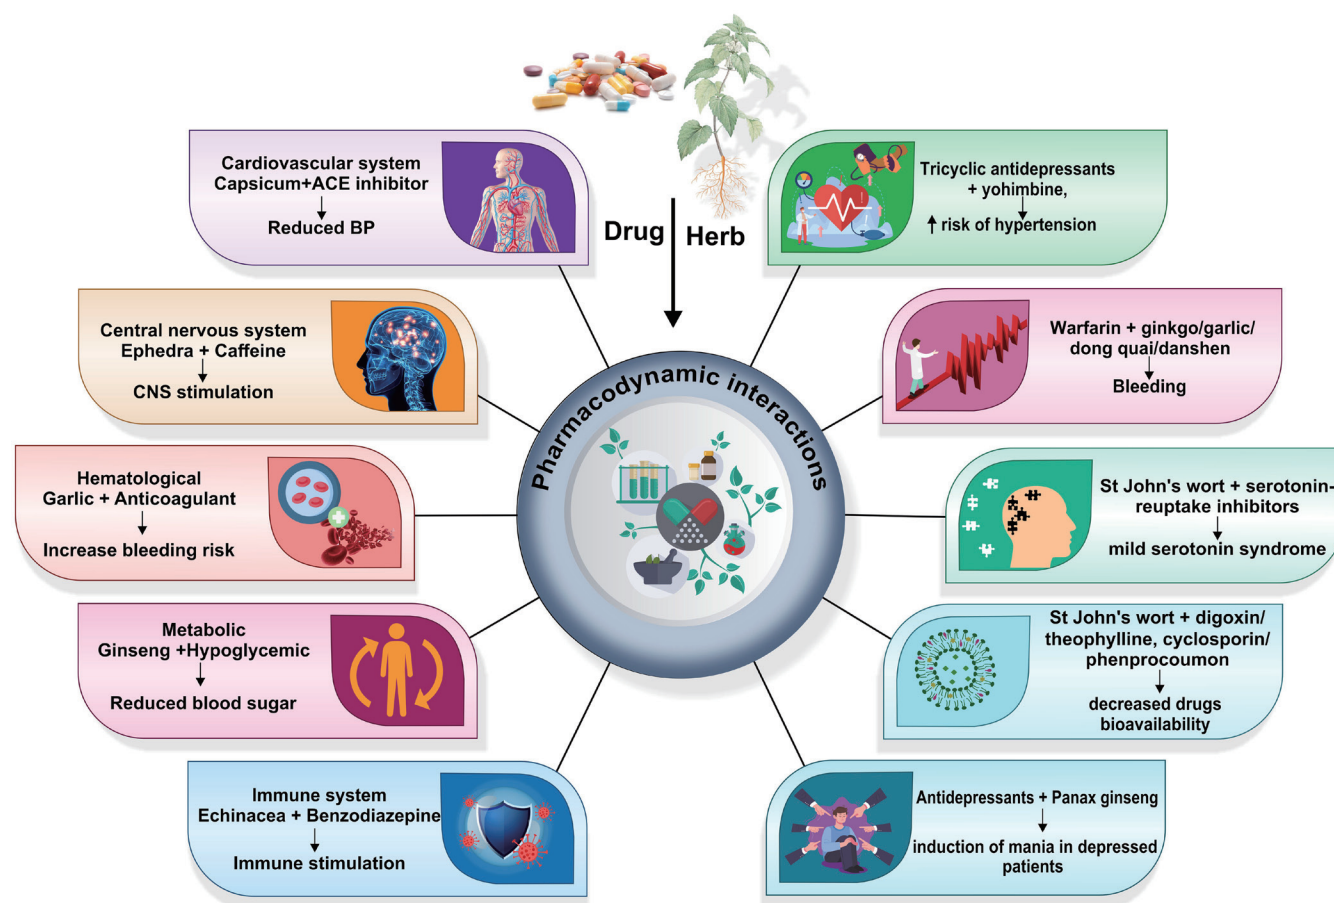 Drug
Herb
Pharmacodynamic interactions
Cardiovascular system
Capsicum+ACE inhibitor
Reduced BP
Central nervous system
Ephedra + Caffeine
CNS stimulation
Hematological
Garlic + Anticoagulant
Increase bleeding risk
Metabolic
Ginseng +Hypoglycemic
Reduced blood sugar
Immune system
Echinacea + Benzodiazepine
Immune stimulation
Tricyclic antidepressants
+ yohimbine,
↑ risk of hypertension
Warfarin + ginkgo/garlic/
dong quai/danshen
Bleeding
St John's wort + serotonin-
reuptake inhibitors
mild serotonin syndrome
St John's wort + digoxin/
theophylline, cyclosporin/
phenprocoumon
decreased drugs
bioavailability
Antidepressants + Panax ginseng
induction of mania in depressed
patients